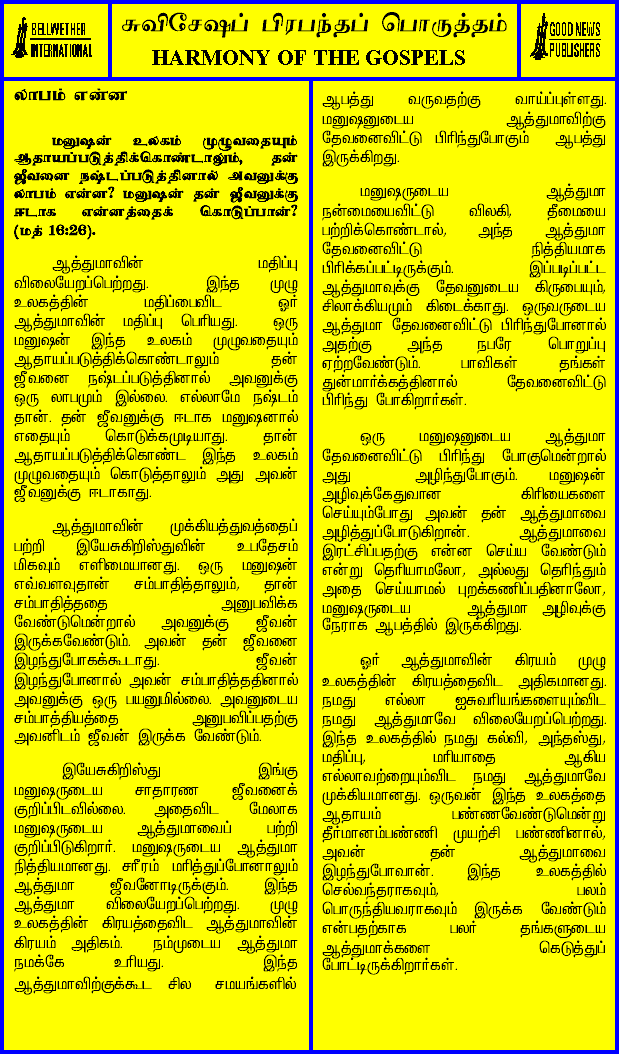 BELLWETHER
INTERNATIONAL
சுவிசேஷப் பிரபந்தப் பொருத்தம்
HARMONY OF THE GOSPELS
GOOD NEWS
PUBLISHERS
லாபம் என்ன
மனுஷன் உலகம் முழுவதையும்
ஆதாயப்படுத்திக்கொண்டாலும், தன்
ஜீவனை நஷ்டப்படுத்தினால் அவனுக்கு
லாபம் என்ன? மனுஷன் தன் ஜீவனுக்கு
ஈடாக என்னத்தைக் கொடுப்பான்?
(மத் 16:26).
ஆத்துமாவின் மதிப்பு
விலையேறப்பெற்றது. இந்த முழு
உலகத்தின் மதிப்பைவிட ஓர்
ஆத்துமாவின் மதிப்பு பெரியது. ஒரு
மனுஷன் இந்த உலகம் முழுவதையும்
ஆதாயப்படுத்திக்கொண்டாலும் தன்
ஜீவனை நஷ்டப்படுத்தினால் அவனுக்கு
ஒரு லாபமும் இல்லை. எல்லாமே நஷ்டம்
தான். தன் ஜீவனுக்கு ஈடாக மனுஷனால்
எதையும் கொடுக்கமுடியாது. தான்
ஆதாயப்படுத்திக்கொண்ட இந்த உலகம்
முழுவதையும் கொடுத்தாலும் அது அவன்
ஜீவனுக்கு ஈடாகாது.
ஆத்துமாவின் முக்கியத்துவத்தைப்
பற்றி இயேசுகிறிஸ்துவின் உபதேசம்
மிகவும் எளிமையானது. ஒரு மனுஷன்
எவ்வளவுதான் சம்பாதித்தாலும், தான்
சம்பாதித்ததை அனுபவிக்க
வேண்டுமென்றால் அவனுக்கு ஜீவன்
இருக்கவேண்டும். அவன் தன் ஜீவனை
இழந்துபோகக்கூடாது. ஜீவன்
இழந்துபோனால் அவன் சம்பாதித்ததினால்
அவனுக்கு ஒரு பயனுமில்லை. அவனுடைய
சம்பாத்தியத்தை அனுபவிப்பதற்கு
அவனிடம் ஜீவன் இருக்க வேண்டும்.
இயேசுகிறிஸ்து இங்கு
மனுஷருடைய சாதாரண ஜீவனைக்
குறிப்பிடவில்லை. அதைவிட மேலாக
மனுஷருடைய ஆத்துமாவைப் பற்றி
குறிப்பிடுகிறார். மனுஷருடைய ஆத்துமா
நித்தியமானது. சரீரம் மரித்துப்போனாலும்
ஆத்துமா ஜீவனோடிருக்கும். இந்த
ஆத்துமா விலையேறப்பெற்றது. முழு
உலகத்தின் கிரயத்தைவிட ஆத்துமாவின்
கிரயம் அதிகம். நம்முடைய ஆத்துமா
நமக்கே உரியது. இந்த
ஆத்துமாவிற்குக்கூட சில சமயங்களில்
ஆபத்து வருவதற்கு வாய்ப்புள்ளது.
மனுஷனுடைய ஆத்துமாவிற்கு
தேவனைவிட்டு பிரிந்துபோகும் ஆபத்து
இருக்கிறது.
மனுஷருடைய ஆத்துமா
நன்மையைவிட்டு விலகி, தீமையை
பற்றிக்கொண்டால், அந்த ஆத்துமா
தேவனைவிட்டு நித்தியமாக
பிரிக்கப்பட்டிருக்கும். இப்படிப்பட்ட
ஆத்துமாவுக்கு தேவனுடைய கிருபையும்,
சிலாக்கியமும் கிடைக்காது. ஒருவருடைய
ஆத்துமா தேவனைவிட்டு பிரிந்துபோனால்
அதற்கு அந்த நபரே பொறுப்பு
ஏற்றவேண்டும். பாவிகள் தங்கள்
துன்மார்க்கத்தினால் தேவனைவிட்டு
பிரிந்து போகிறார்கள்.
ஒரு மனுஷனுடைய ஆத்துமா
தேவனைவிட்டு பிரிந்து போகுமென்றால்
அது அழிந்துபோகும். மனுஷன்
அழிவுக்கேதுவான கிரியைகளை
செய்யும்போது அவன் தன் ஆத்துமாவை
அழித்துப்போடுகிறான். ஆத்துமாவை
இரட்சிப்பதற்கு என்ன செய்ய வேண்டும்
என்று தெரியாமலோ, அல்லது தெரிந்தும்
அதை செய்யாமல் புறக்கணிப்பதினாலோ,
மனுஷருடைய ஆத்துமா அழிவுக்கு
நேராக ஆபத்தில் இருக்கிறது.
ஓர் ஆத்துமாவின் கிரயம் முழு
உலகத்தின் கிரயத்தைவிட அதிகமானது.
நமது எல்லா ஐசுவரியங்களையும்விட
நமது ஆத்துமாவே விலையேறப்பெற்றது.
இந்த உலகத்தில் நமது கல்வி, அந்தஸ்து,
மதிப்பு, மரியாதை ஆகிய
எல்லாவற்றையும்விட நமது ஆத்துமாவே
முக்கியமானது. ஒருவன் இந்த உலகத்தை
ஆதாயம் பண்ணவேண்டுமென்று
தீர்மானம்பண்ணி முயற்சி பண்ணினால்,
அவன் தன் ஆத்துமாவை
இழந்துபோவான். இந்த உலகத்தில்
செல்வந்தராகவும், பலம்
பொருந்தியவராகவும் இருக்க வேண்டும்
என்பதற்காக பலர் தங்களுடைய
ஆத்துமாக்களை கெடுத்துப்
போட்டிருக்கிறார்கள்.